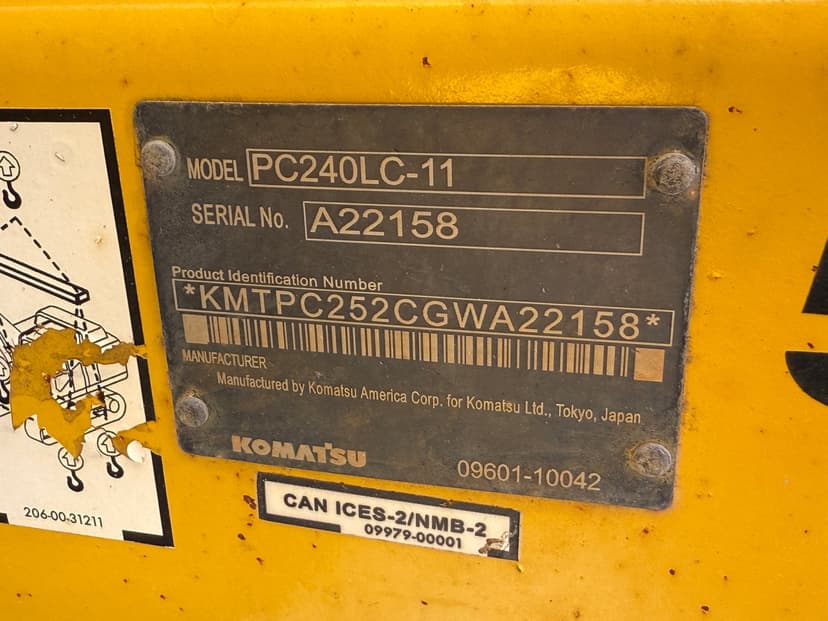 MODEL PC240LC-11
SERIAL No. A22158
Product Identification Number
*KMTPC252CGWA22158*
MANUFACTURER
Manufactured by Komatsu America Corp. for Komatsu Ltd., Tokyo, Japan
KOMATSU
09601-10042
206-00-31211
CAN ICES-2/NMB-2
09979-00001